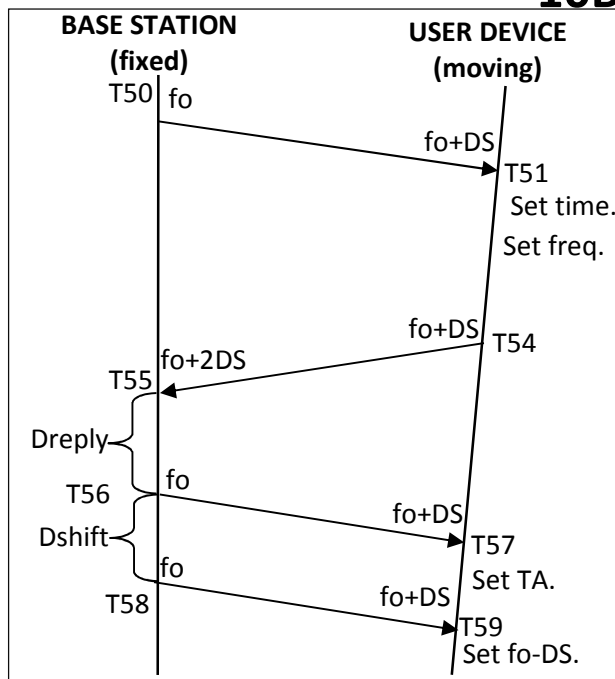 BASE STATION
(fixed)
USER DEVICE
(moving)
T50
fo
fo+DS
T51
Set time.
Set freq.
fo+DS
T54
fo+2DS
T55
Dreply
T56
fo
fo+DS
T57
Set TA.
Dshift
fo
T58
fo+DS
T59
Set fo-DS.